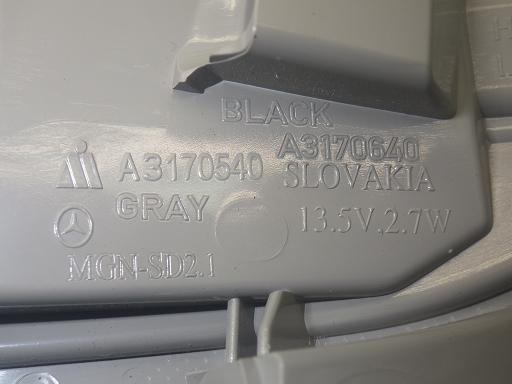 BLACK
A3170640
A3170540
SLOVAKIA
GRAY
13.5V, 2.7W
MGN-SD2.1